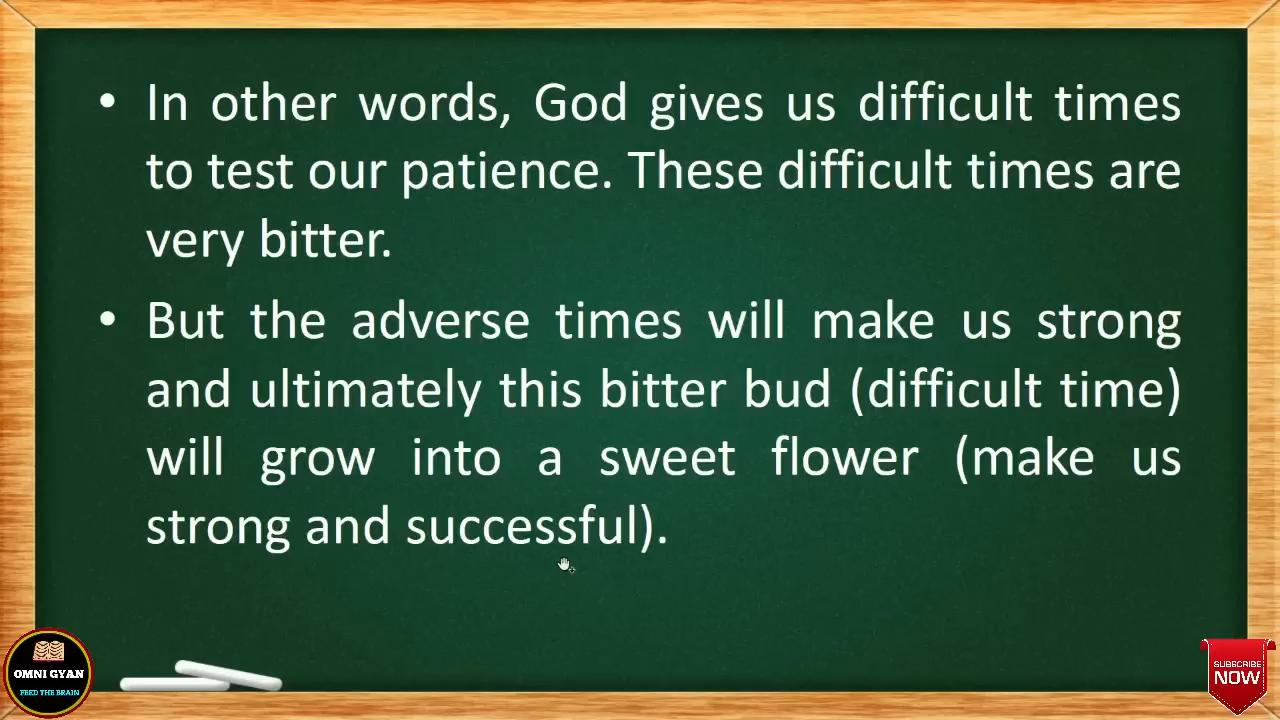 • In other words, God gives us difficult times
to test our patience. These difficult times are
very bitter.
• But the adverse times will make us strong
and ultimately this bitter bud (difficult time)
will grow into a sweet flower (make us
strong and successful).
OMNI GYAN
FEED THE BRAIN
SUBSCRIBE
NOW